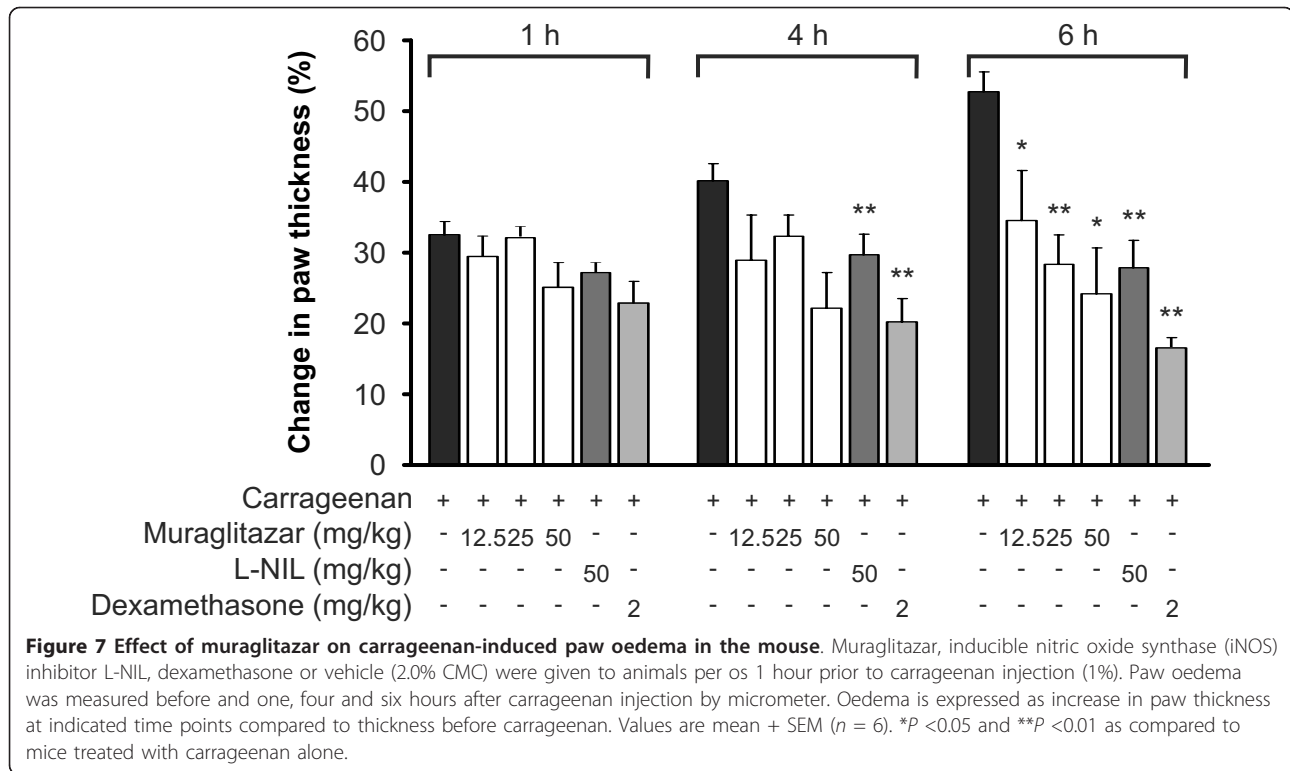 1 h 4 h 6 h
Change in paw thickness (%)
60
50
40
30
20
10
0
** ** * ** * ** **
Carrageenan + + + + + + + + + + + + + + + + + +
Muraglitazar (mg/kg) - 12.5 25 50 - - - 12.5 25 50 - - - 12.5 25 50 - -
L-NIL (mg/kg) - - - - 50 - - - - - 50 - - - - - 50 -
Dexamethasone (mg/kg) - - - - - 2 - - - - - 2 - - - - - 2
Figure 7 Effect of muraglitazar on carrageenan-induced paw oedema in the mouse. Muraglitazar, inducible nitric oxide synthase (iNOS)
inhibitor L-NIL, dexamethasone or vehicle (2.0% CMC) were given to animals per os 1 hour prior to carrageenan injection (1%). Paw oedema
was measured before and one, four and six hours after carrageenan injection by micrometer. Oedema is expressed as increase in paw thickness
at indicated time points compared to thickness before carrageenan. Values are mean + SEM (n = 6). *P <0.05 and **P <0.01 as compared to
mice treated with carrageenan alone.